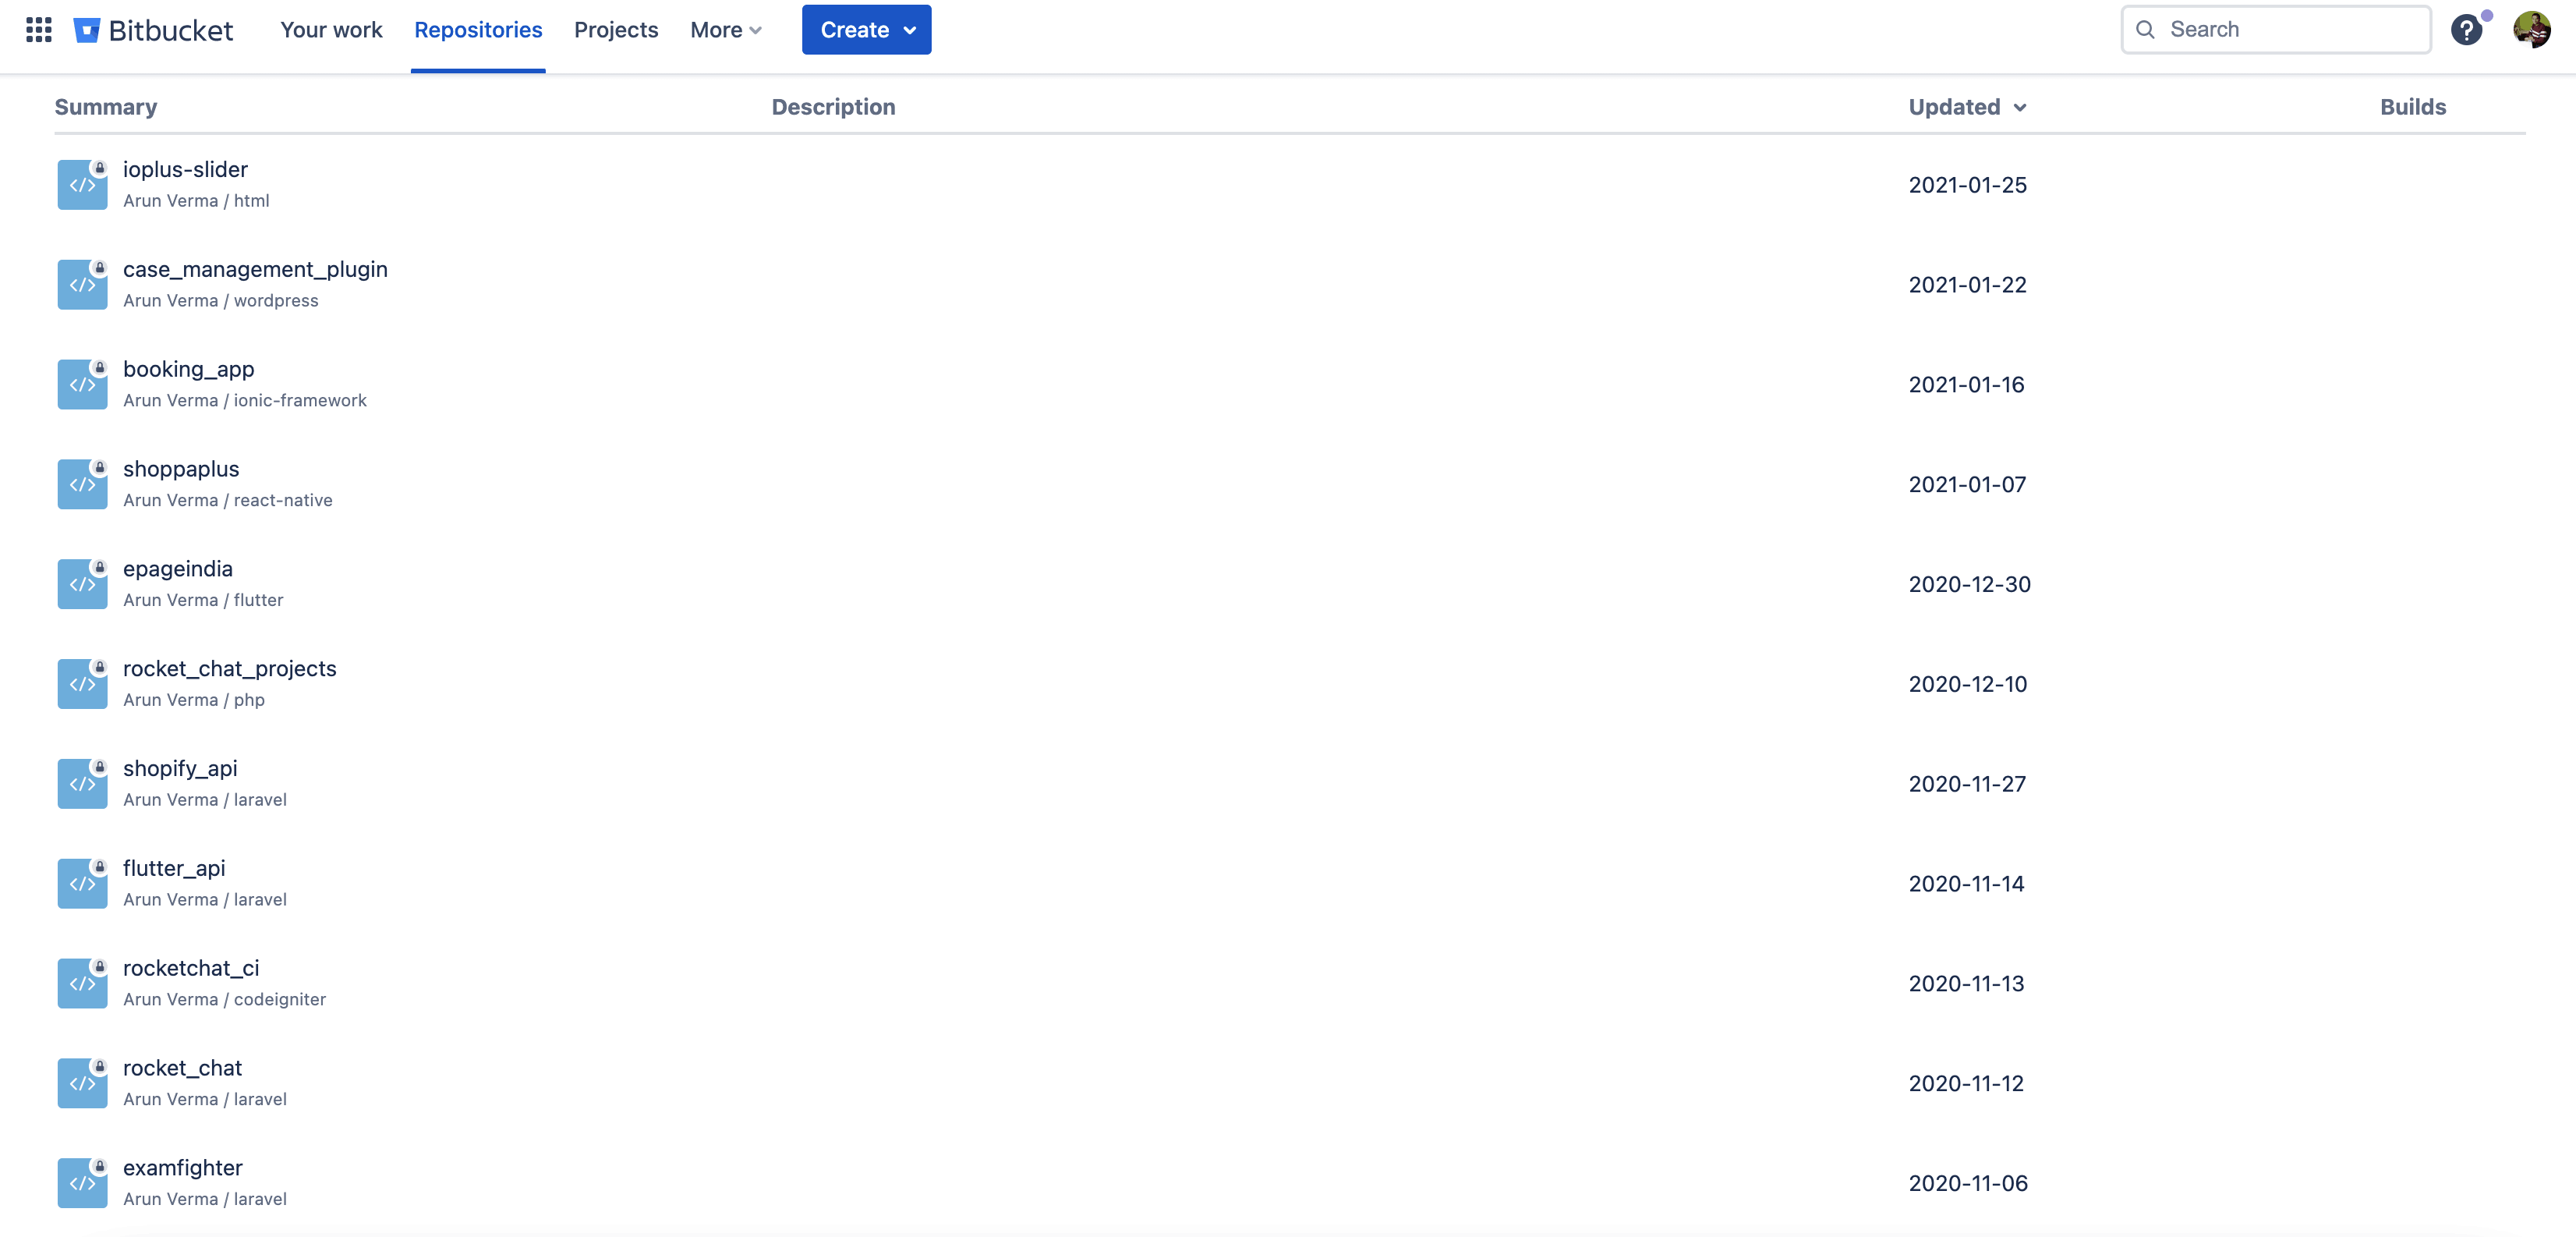 Bitbucket Your work Repositories Projects More Create Search
Summary Description Updated Builds
ioplus-slider
Arun Verma / html
2021-01-25
case_management_plugin
Arun Verma / wordpress
2021-01-22
booking_app
Arun Verma / ionic-framework
2021-01-16
shoppaplus
Arun Verma / react-native
2021-01-07
epageindia
Arun Verma / flutter
2020-12-30
rocket_chat_projects
Arun Verma / php
2020-12-10
shopify_api
Arun Verma / laravel
2020-11-27
flutter_api
Arun Verma / laravel
2020-11-14
rocketchat_ci
Arun Verma / codeigniter
2020-11-13
rocket_chat
Arun Verma / laravel
2020-11-12
examfighter
Arun Verma / laravel
2020-11-06